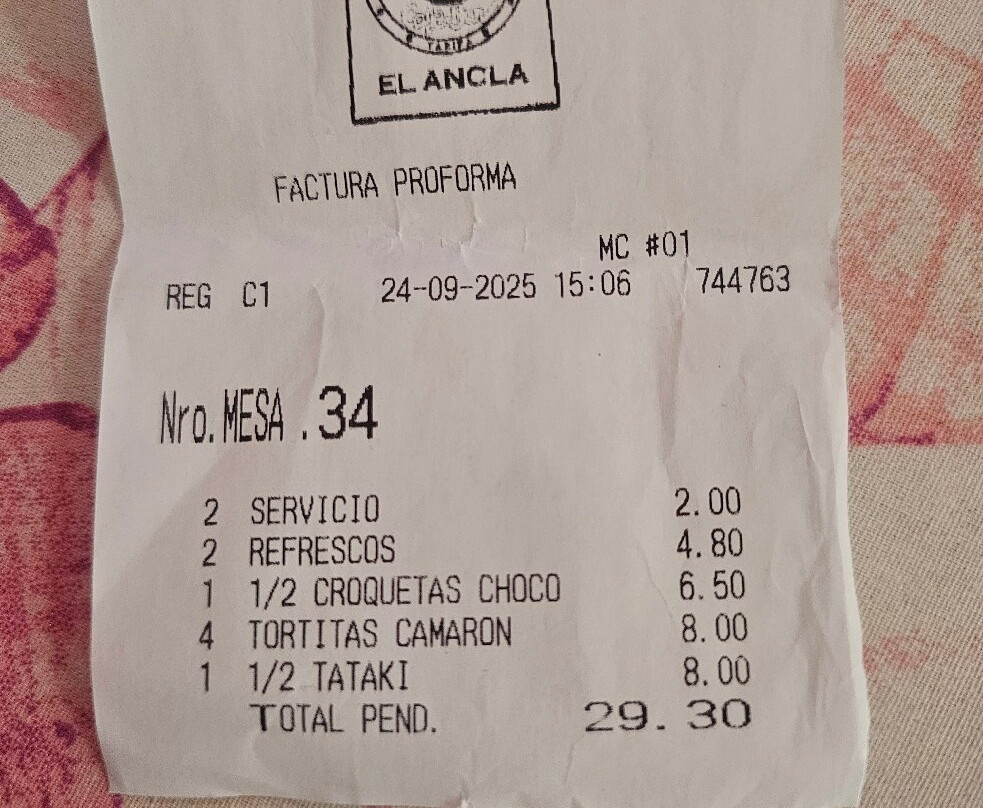 TARIFA
EL ANCLA
FACTURA PROFORMA
MC #01
REG C1 24-09-2025 15:06 744763
Nro. MESA .34
2 SERVICIO 2.00
2 REFRESCOS 4.80
1 1/2 CROQUETAS CHOCO 6.50
4 TORTITAS CAMARON 8.00
1 1/2 TATAKI 8.00
TOTAL PEND. 29.30